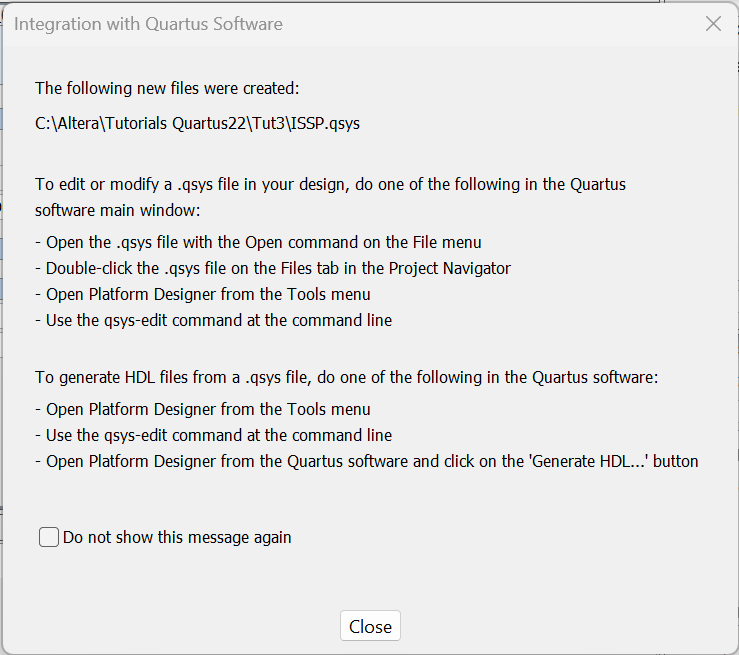 Integration with Quartus Software
The following new files were created:
C:\Altera\Tutorials Quartus22\Tut3\ISSP.qsys
To edit or modify a .qsys file in your design, do one of the following in the Quartus
software main window:
- Open the .qsys file with the Open command on the File menu
- Double-click the .qsys file on the Files tab in the Project Navigator
- Open Platform Designer from the Tools menu
- Use the qsys-edit command at the command line
To generate HDL files from a .qsys file, do one of the following in the Quartus software:
- Open Platform Designer from the Tools menu
- Use the qsys-edit command at the command line
- Open Platform Designer from the Quartus software and click on the 'Generate HDL...' button
Do not show this message again
Close